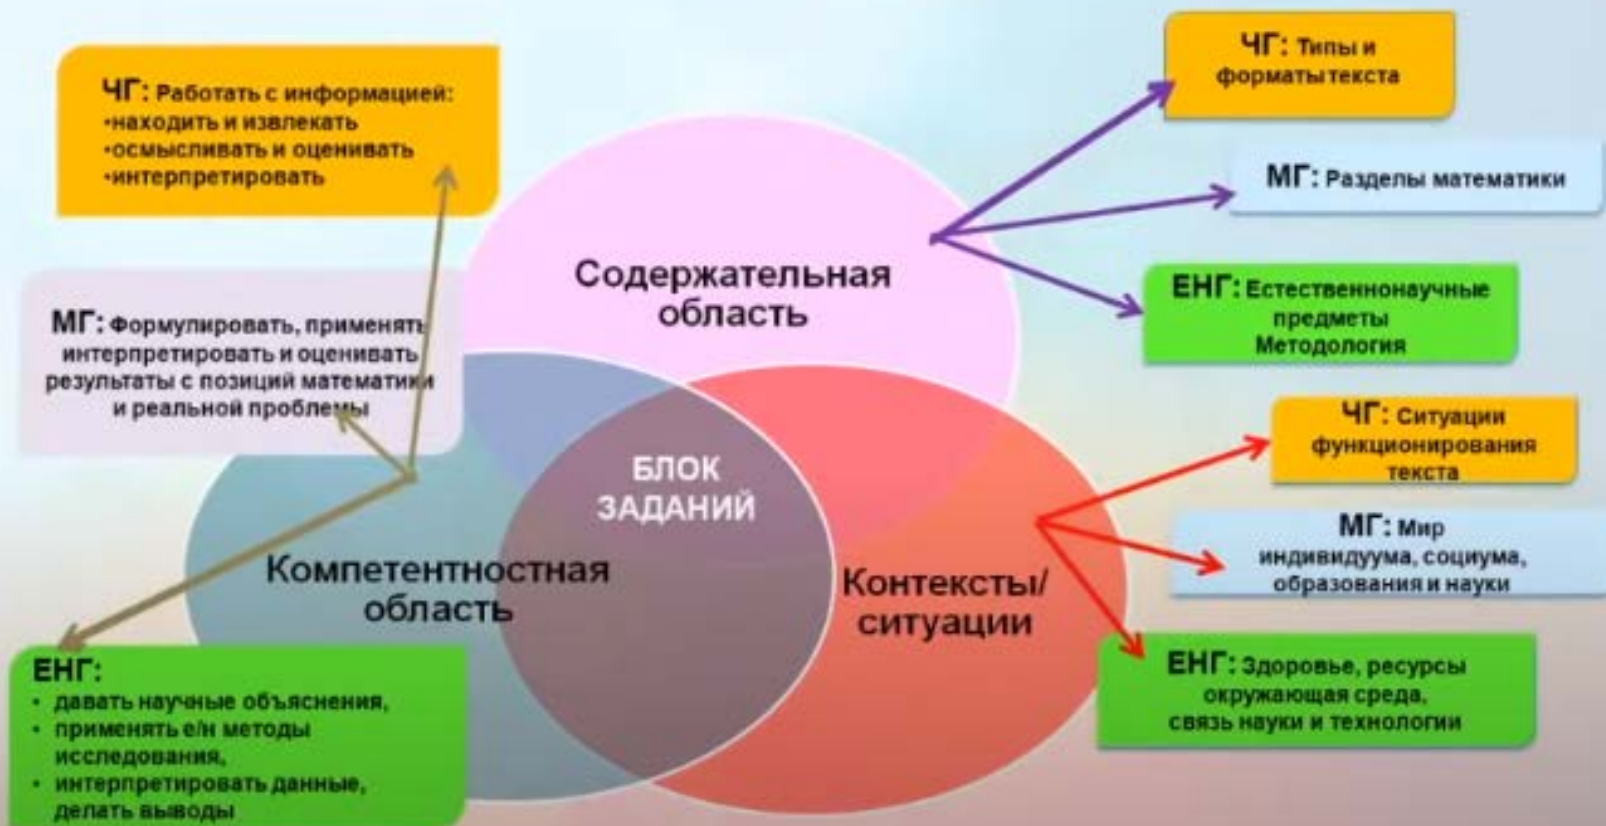 ЧГ: Работать с информацией:
•находить и извлекать
•осмысливать и оценивать
•интерпретировать
МГ: Формулировать, применять
интерпретировать и оценивать
результаты с позиций математики
и реальной проблемы
ЕНГ:
• давать научные объяснения,
• применять е/н методы
исследования,
• интерпретировать данные,
делать выводы
Содержательная
область
БЛОК
ЗАДАНИЙ
Компетентностная
область
Контексты/
ситуации
ЧГ: Типы и
форматы текста
МГ: Разделы математики
ЕНГ: Естественнонаучные
предметы
Методология
ЧГ: Ситуации
функционирования
текста
МГ: Мир
индивидуума, социума,
образования и науки
ЕНГ: Здоровье, ресурсы
окружающая среда,
связь науки и технологии